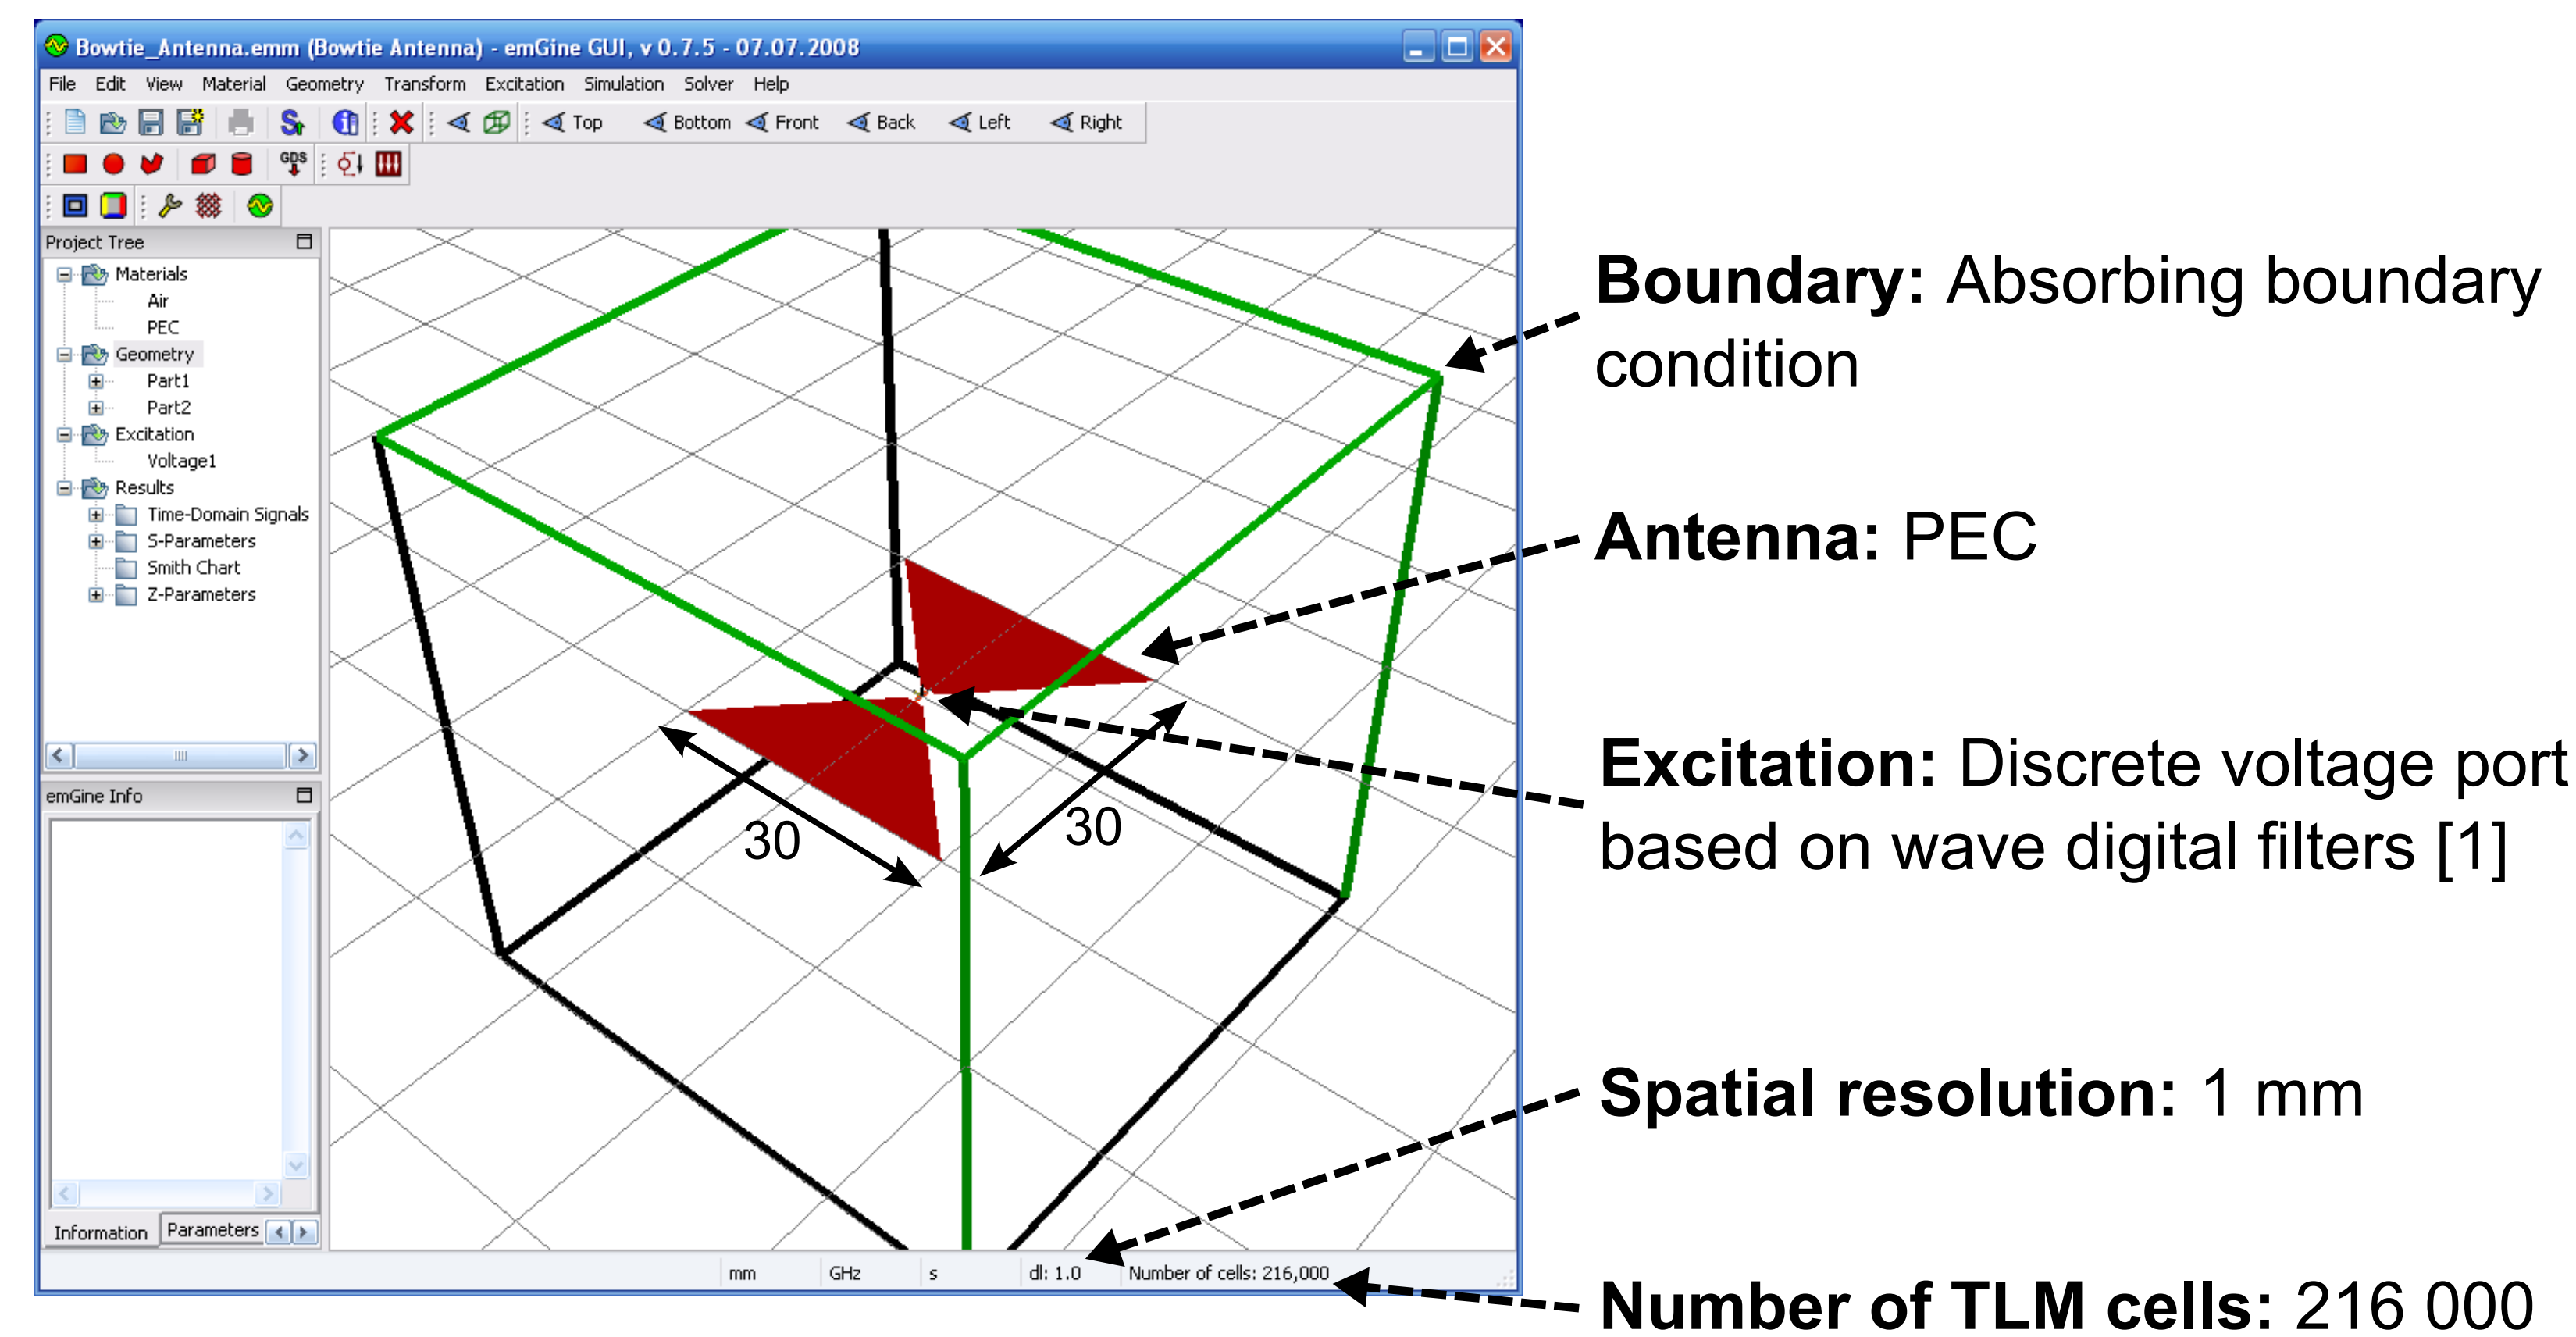 Bowtie_Antenna.emm (Bowtie Antenna) - emGine GUI, v 0.7.5 - 07.07.2008
File Edit View Material Geometry Transform Excitation Simulation Solver Help
Top Bottom Front Back Left Right
GDS
Project Tree
Materials
Air
PEC
Geometry
Part1
Part2
Excitation
Voltage1
Results
Time-Domain Signals
S-Parameters
Smith Chart
Z-Parameters
emGine Info
Information Parameters
30
30
mm GHz s dl: 1.0 Number of cells: 216,000
Boundary: Absorbing boundary
condition
Antenna: PEC
Excitation: Discrete voltage port
based on wave digital filters [1]
Spatial resolution: 1 mm
Number of TLM cells: 216 000